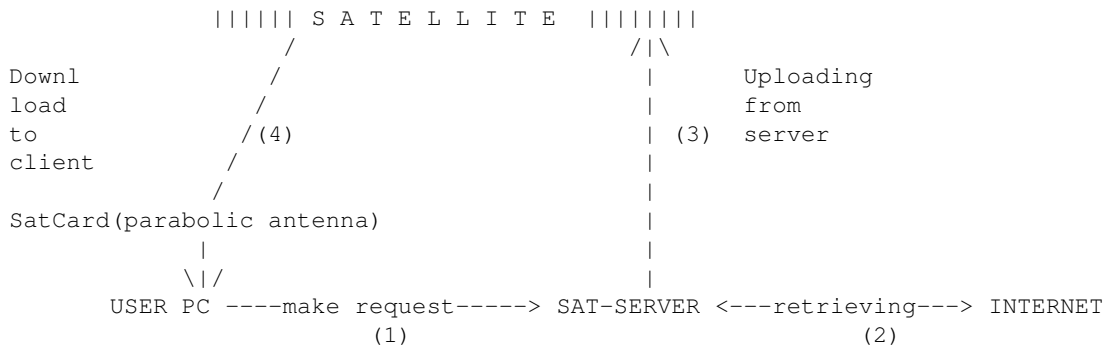 |||||| S A T E L L I T E  ||||||||
/ /|\
Downl / | Uploading
load / | from
to /(4) | (3) server
client / |
/ |
SatCard(parabolic antenna) |
| |
\|/ |
USER PC ----make request-----> SAT-SERVER <---retrieving---> INTERNET
(1) (2)